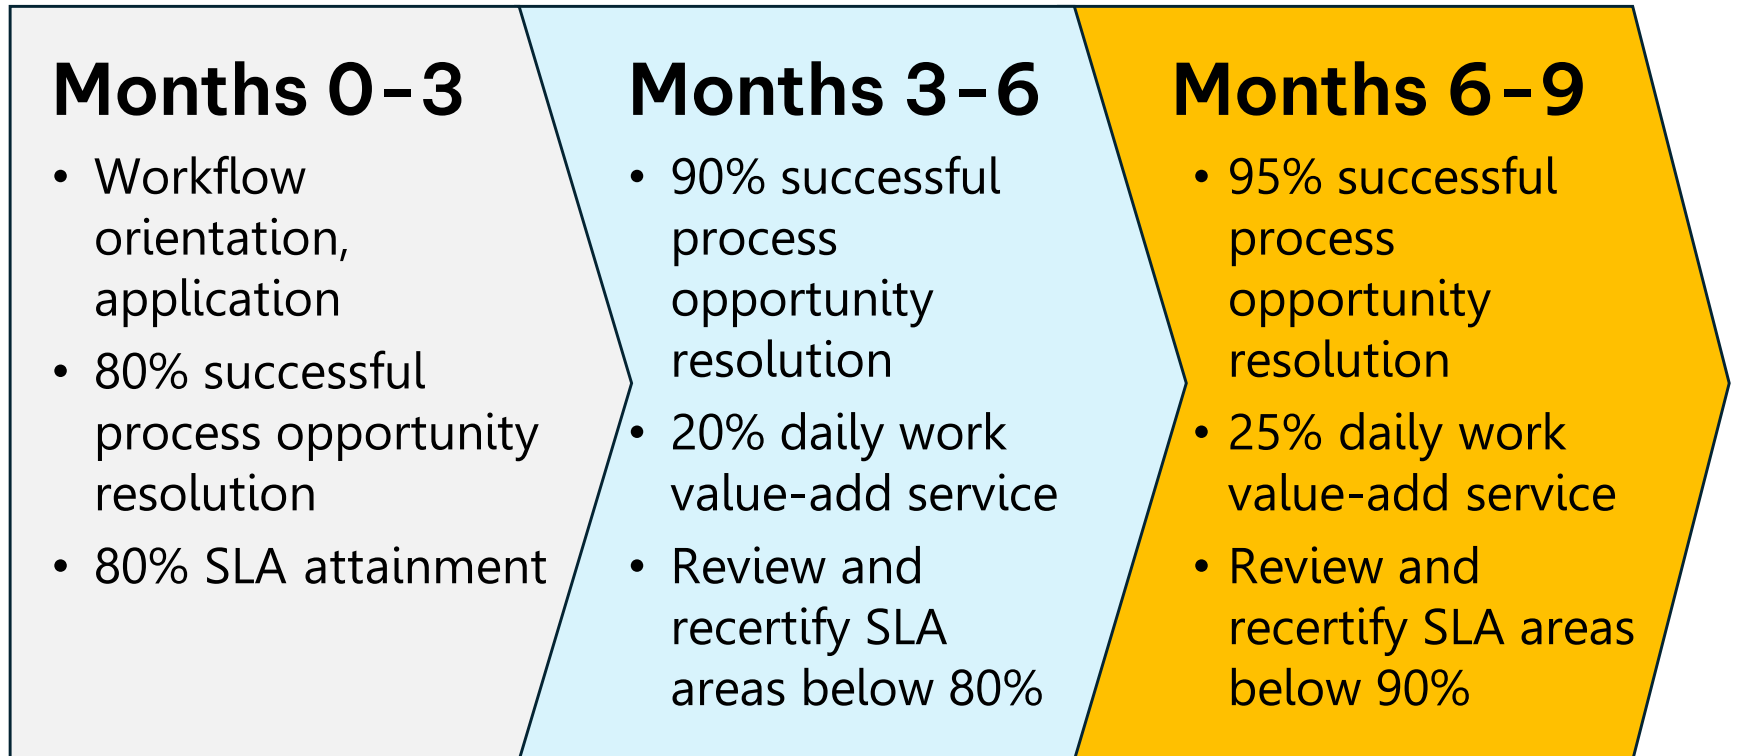 Months 0-3
• Workflow
orientation,
application
• 80% successful
process opportunity
resolution
• 80% SLA attainment
Months 3-6
• 90% successful
process
opportunity
resolution
• 20% daily work
value-add service
• Review and
recertify SLA
areas below 80%
Months 6-9
• 95% successful
process
opportunity
resolution
• 25% daily work
value-add service
• Review and
recertify SLA areas
below 90%